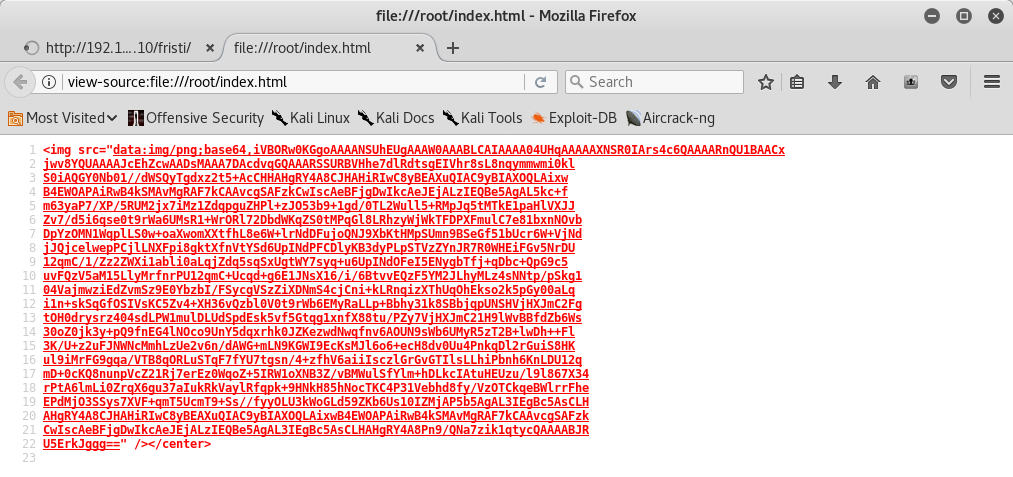 file:///root/index.html - Mozilla Firefox
http://192.1….10/fristi/ file:///root/index.html
view-source:file:///root/index.html Search
Most Visited Offensive Security Kali Linux Kali Docs Kali Tools Exploit-DB Aircrack-ng
1 <img src="data:img/png;base64,iVBORw0KGgoAAAANSUhEUgAAAW0AAABLCAIAAAA04UHqAAAAAXNSR0IArs4c6QAAAARnQU1BAACx
2 jwv8YQUAAAAJcEhZcwAADsMAAA7DAcdvqGQAAARSSURBVHhe7dlRdtsgEIVhr8sL8nqymmwmi0kl
3 S0iAQGY0Nb01//dWSQyTgdxz2t5+AcCHHAHgRY4A8CJHAHiRIwC8yBEAXuQIAC9yBIAXOQLAixw
4 B4EWOAPAiRwB4kSMAvMgRAF7kCAAvcgSAFzkCwIscAeBFjgDwIkcAeJEjALzIEQBe5AgAL5kc+f
5 m63yaP7/XP/5RUM2jx7iMz1ZdqpguZHPl+zJO53b9+1gd/0TL2Wull5+RMpJq5tMTkE1paHlVXJJ
6 Zv7/d5i6qse0t9rWa6UMsR1+WrORl72DbdWKqZS0tMPqGl8LRhzyWjWkTFDPXFmulC7e81bxnNOvb
7 DpYzOMN1WqplLS0w+oaXwomXXtfhL8e6W+lrNdDFujoQNJ9XbKtHMpSUmn9BSeGf51bUcr6W+VjNd
8 jJQjcelwepPCjlLNXFpi8gktXfnVtYSd6UpINdPFCDlyKB3dyPLpSTVzZYnJR7R0WHEiFGv5NrDU
9 12qmC/1/Zz2ZWXi1abli0aLqjZdq5sqSxUgtWY7syq+u6UpINdOFeI5ENygbTfj+qDbc+QpG9c5
10 uvFQzV5aM15LlyMrfnrPU12qmC+Ucqd+g6E1JNsX16/i/6BtvvEQzF5YM2JLhyMLz4sNNtp/pSkg1
11 04VajmwziEdZvmSz9E0YbzbI/FSycgVSzZiXDNmS4cjCni+kLRnqizXThUqOhEkso2k5pGy00aLq
12 i1n+skSqGfOSIVsKC5Zv4+XH36vQzbl0V0t9rWb6EMyRaLLp+Bbhy31k8SBbjqpUNSHVjHXJmC2Fg
13 tOH0drysrz404sdLPW1mulDLUdSpdEsk5vf5Gtqg1xnfX88tu/PZy7VjHXJmC21H9lWvBBfdZb6Ws
14 30oZ0jk3y+pQ9fnEG4lNOco9UnY5dqxrhk0JZKezwdNwqfnv6AOUN9sWb6UMyR5zT2B+lwDh++Fl
15 3K/U+z2uFJNWNcMmhLzUe2v6n/dAWG+mLN9KGWI9EcKsMJl6o6+ecH8dv0Uu4PnkqDl2rGuiS8HK
16 ul9iMrFG9gqa/VTB8qORLuSTqF7fYU7tgsn/4+zfhV6aiiIsczlGrGvGTIlsLLhiPbnh6KnLDU12q
17 mD+0cKQ8nunpVcZ21Rj7erEz0WqoZ+5IRW1oXNB3Z/vBMWulSfYlm+hDLkcIAtuHEUzu/l9l867X34
18 rPtA6lmLi0ZrqX6gu37aIukRkVaylRfqpk+9HNkH85hNocTKC4P31Vebhd8fy/VzOTCkqeBWlrrFhe
19 EPdMjO3SSys7XVF+qmT5UcmT9+Ss//fyyOLU3kWoGLd59ZKb6Us10IZMjAP5b5AgAL3IEgBc5AsCLH
20 AHgRY4A8CJHAHiRIwC8yBEAXuQIAC9yBIAXOQLAixwB4EWOAPAiRwB4kSMAvMgRAF7kCAAvcgSAFzk
21 CwIscAeBFjgDwIkcAeJEjALzIEQBe5AgAL3IEgBc5AsCLHAHgRY4A8Pn9/QNa7zik1qtycQAAAABJR
22 U5ErkJggg==" /></center>
23